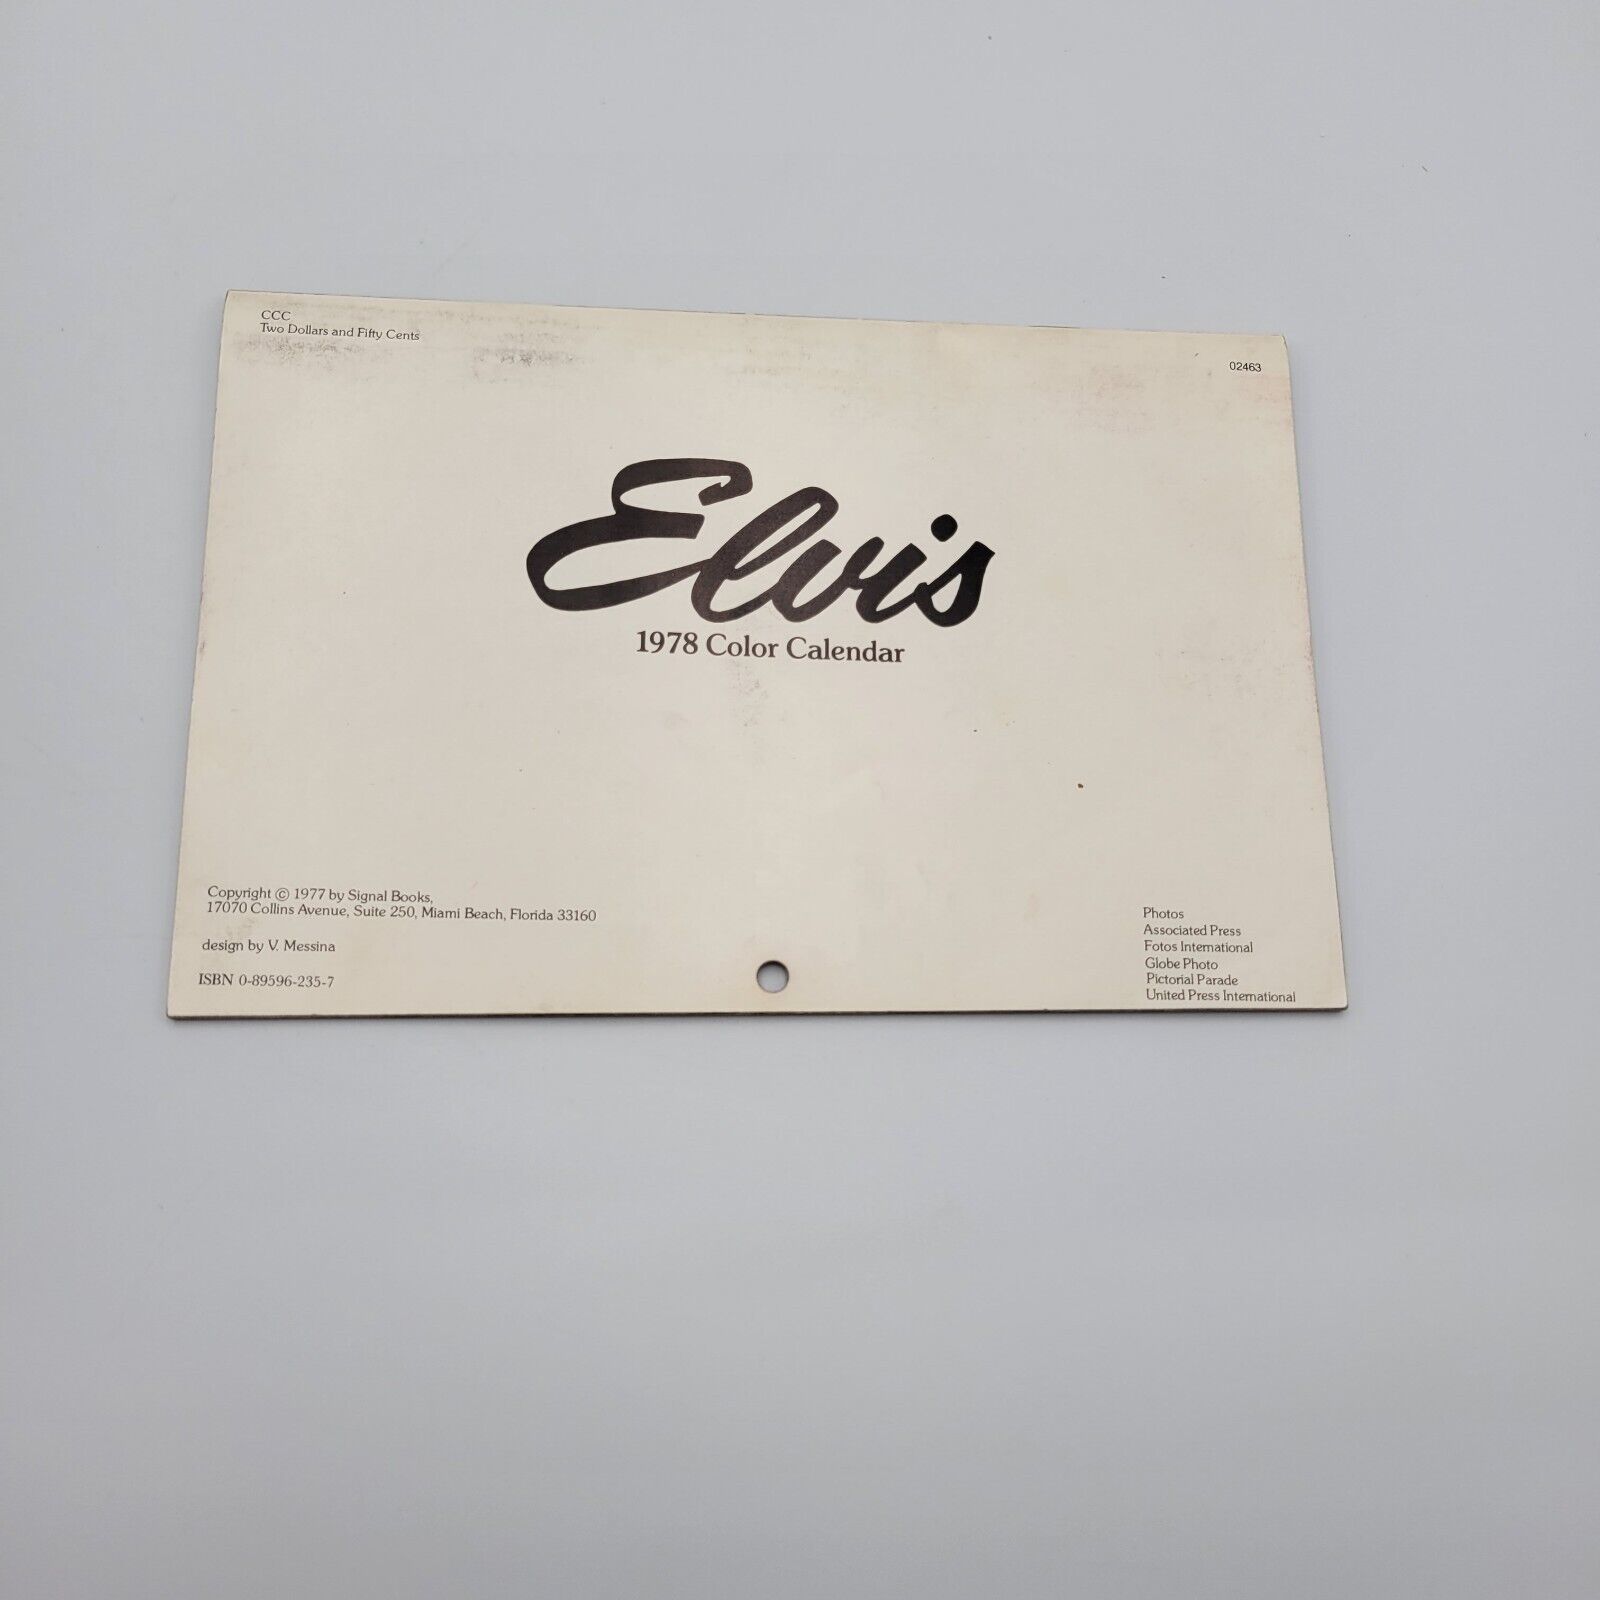 CCC
Two Dollars and Fifty Cents
02463
Elvis
1978 Color Calendar
Copyright © 1977 by Signal Books,
17070 Collins Avenue, Suite 250, Miami Beach, Florida 33160
design by V. Messina
ISBN 0-89596-235-7
Photos
Associated Press
Fotos International
Globe Photo
Pictorial Parade
United Press International